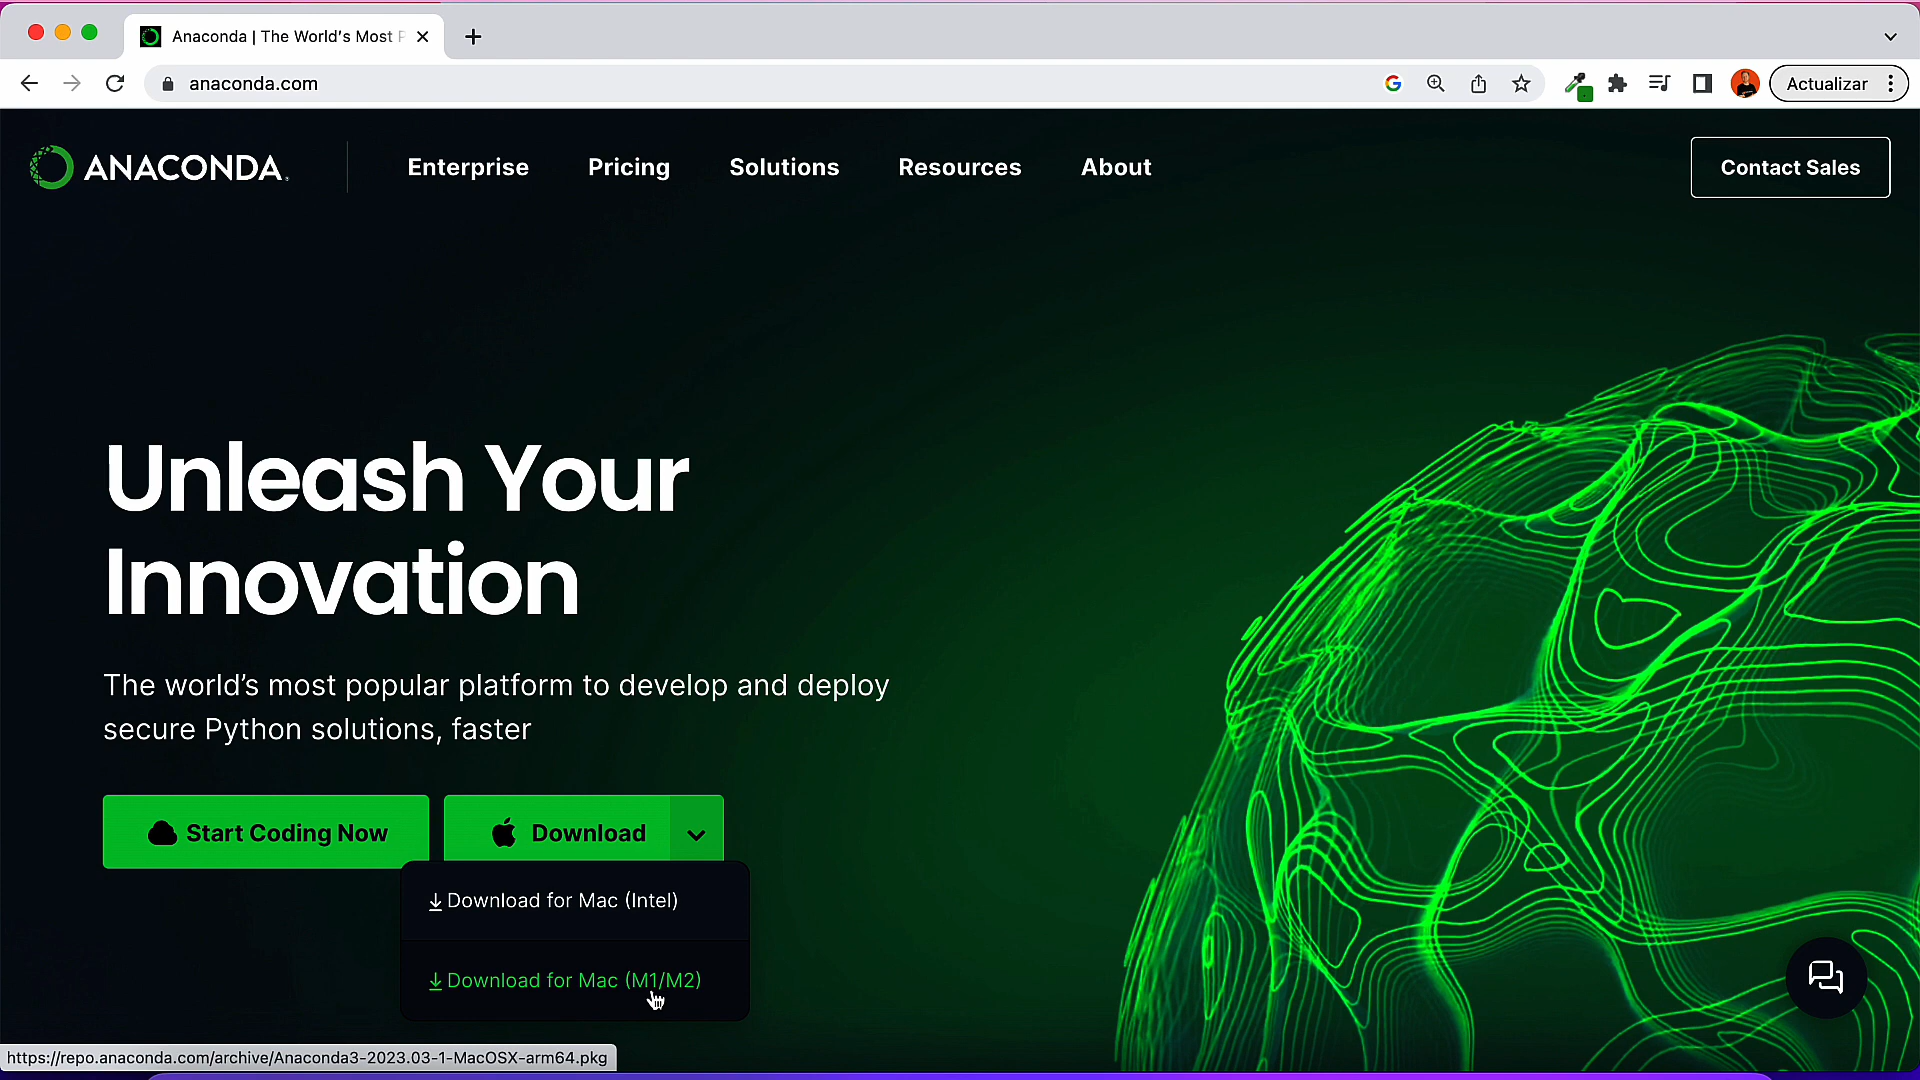 Anaconda | The World's Most P
anaconda.com
Actualizar
ANACONDA.
Enterprise
Pricing
Solutions
Resources
About
Contact Sales
Unleash Your
Innovation
The world's most popular platform to develop and deploy
secure Python solutions, faster
Start Coding Now
Download
Download for Mac (Intel)
Download for Mac (M1/M2)
https://repo.anaconda.com/archive/Anaconda3-2023.03-1-MacOSX-arm64.pkg